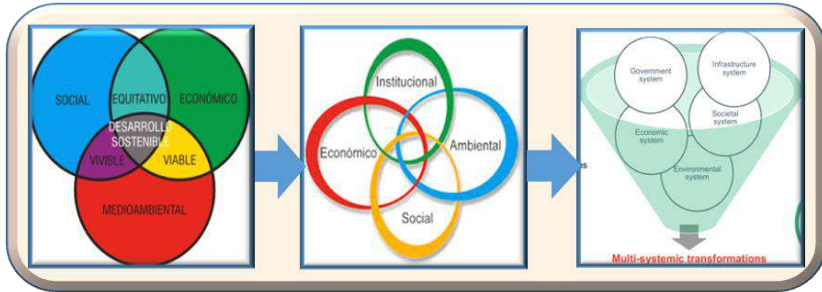 SOCIAL
EQUITATIVO
ECONÓMICO
DESARROLLO
SOSTENIBLE
VIVIBLE
VIABLE
MEDIOAMBIENTAL
Institucional
Económico
Ambiental
Social
Government
system
Infrastructure
system
Societal
system
Economic
system
Environmental
system
Multi-systemic transformations